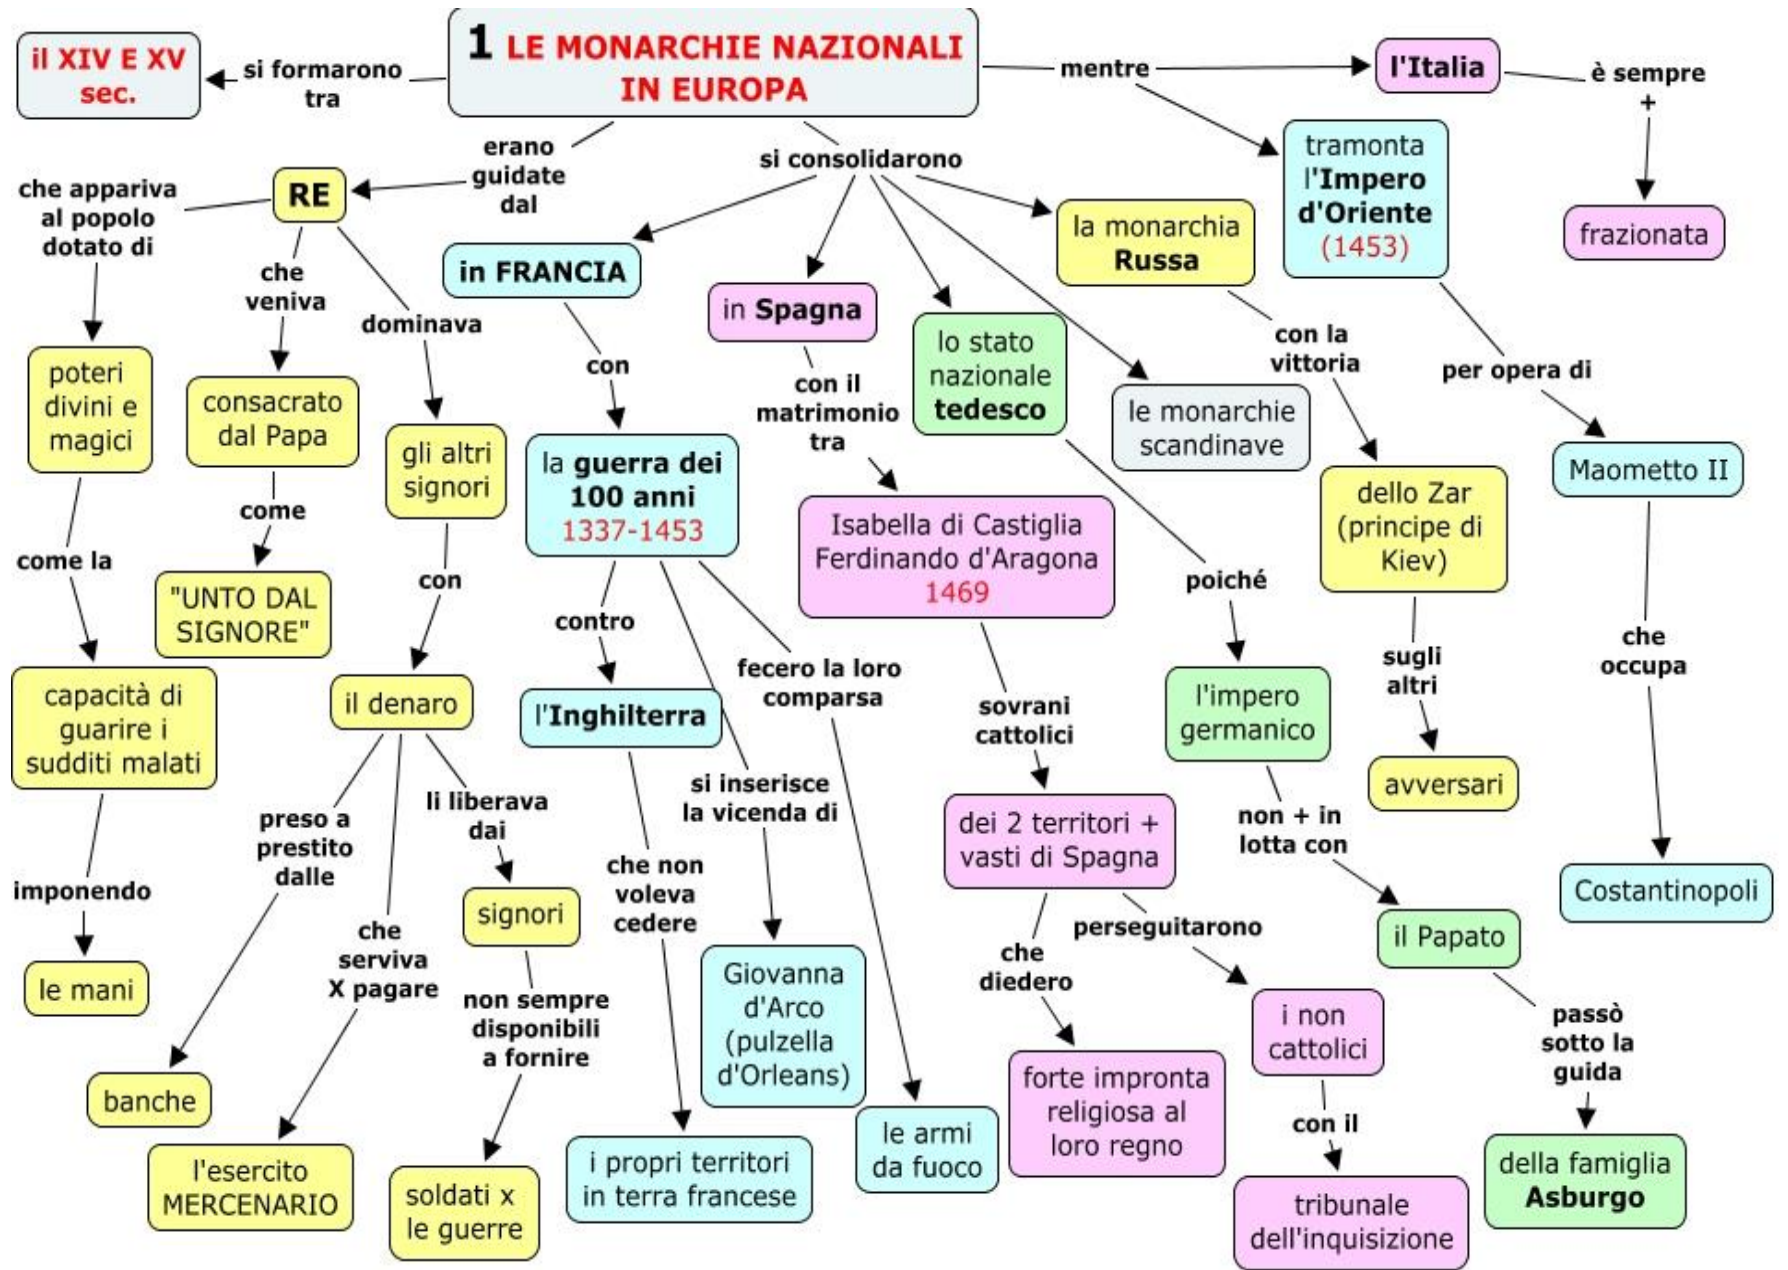 1 LE MONARCHIE NAZIONALI
IN EUROPA
si formarono
tra
il XIV E XV
sec.
mentre
l'Italia
è sempre
+
frazionata
tramonta
l'Impero
d'Oriente
(1453)
per opera di
Maometto II
che
occupa
Costantinopoli
erano
guidate
dal
RE
che appariva
al popolo
dotato di
poteri
divini e
magici
come la
capacità di
guarire i
sudditi malati
imponendo
le mani
che
veniva
consacrato
dal Papa
come
"UNTO DAL
SIGNORE"
dominava
gli altri
signori
con
il denaro
preso a
prestito
dalle
banche
che
serviva
X pagare
l'esercito
MERCENARIO
li liberava
dai
signori
non sempre
disponibili
a fornire
soldati x
le guerre
si consolidarono
in FRANCIA
con
la guerra dei
100 anni
1337-1453
contro
l'Inghilterra
che non
voleva
cedere
i propri territori
in terra francese
si inserisce
la vicenda di
Giovanna
d'Arco
(pulzella
d'Orleans)
fecero la loro
comparsa
le armi
da fuoco
in Spagna
con il
matrimonio
tra
Isabella di Castiglia
Ferdinando d'Aragona
1469
sovrani
cattolici
dei 2 territori +
vasti di Spagna
che
diedero
forte impronta
religiosa al
loro regno
perseguitarono
i non
cattolici
con il
tribunale
dell'inquisizione
lo stato
nazionale
tedesco
poiché
l'impero
germanico
non + in
lotta con
il Papato
passò
sotto la
guida
della famiglia
Asburgo
le monarchie
scandinave
la monarchia
Russa
con la
vittoria
dello Zar
(principe di
Kiev)
sugli
altri
avversari